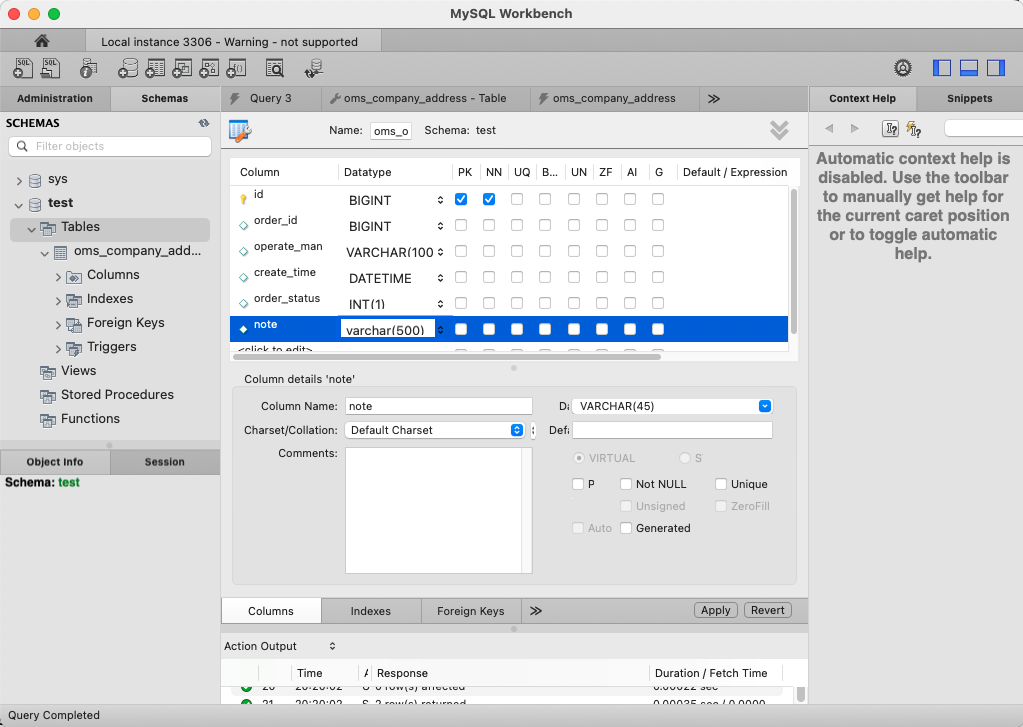 MySQL Workbench
Local instance 3306 - Warning - not supported
Administration Schemas Query 3 oms_company_address - Table oms_company_address Context Help Snippets
SCHEMAS
Filter objects
sys
test
Tables
oms_company_add...
Columns
Indexes
Foreign Keys
Triggers
Views
Stored Procedures
Functions
Object Info Session
Schema: test
Name: oms_o Schema: test
Column Datatype PK NN UQ B... UN ZF AI G Default / Expression
id BIGINT
order_id BIGINT
operate_man VARCHAR(100
create_time DATETIME
order_status INT(1)
note varchar(500)
<click to edit>
Column details 'note'
Column Name: note Da VARCHAR(45)
Charset/Collation: Default Charset Defa
Comments:
VIRTUAL S
P Not NULL Unique
Unsigned ZeroFill
Auto Generated
Columns Indexes Foreign Keys Apply Revert
Action Output
Time A Response Duration / Fetch Time
20 20:20:02 0 row(s) affected 0.00022 sec
21 20:20:02 S 2 row(s) returned 0.00035 sec / 0.0000
Automatic context help is
disabled. Use the toolbar
to manually get help for
the current caret position
or to toggle automatic
help.
Query Completed